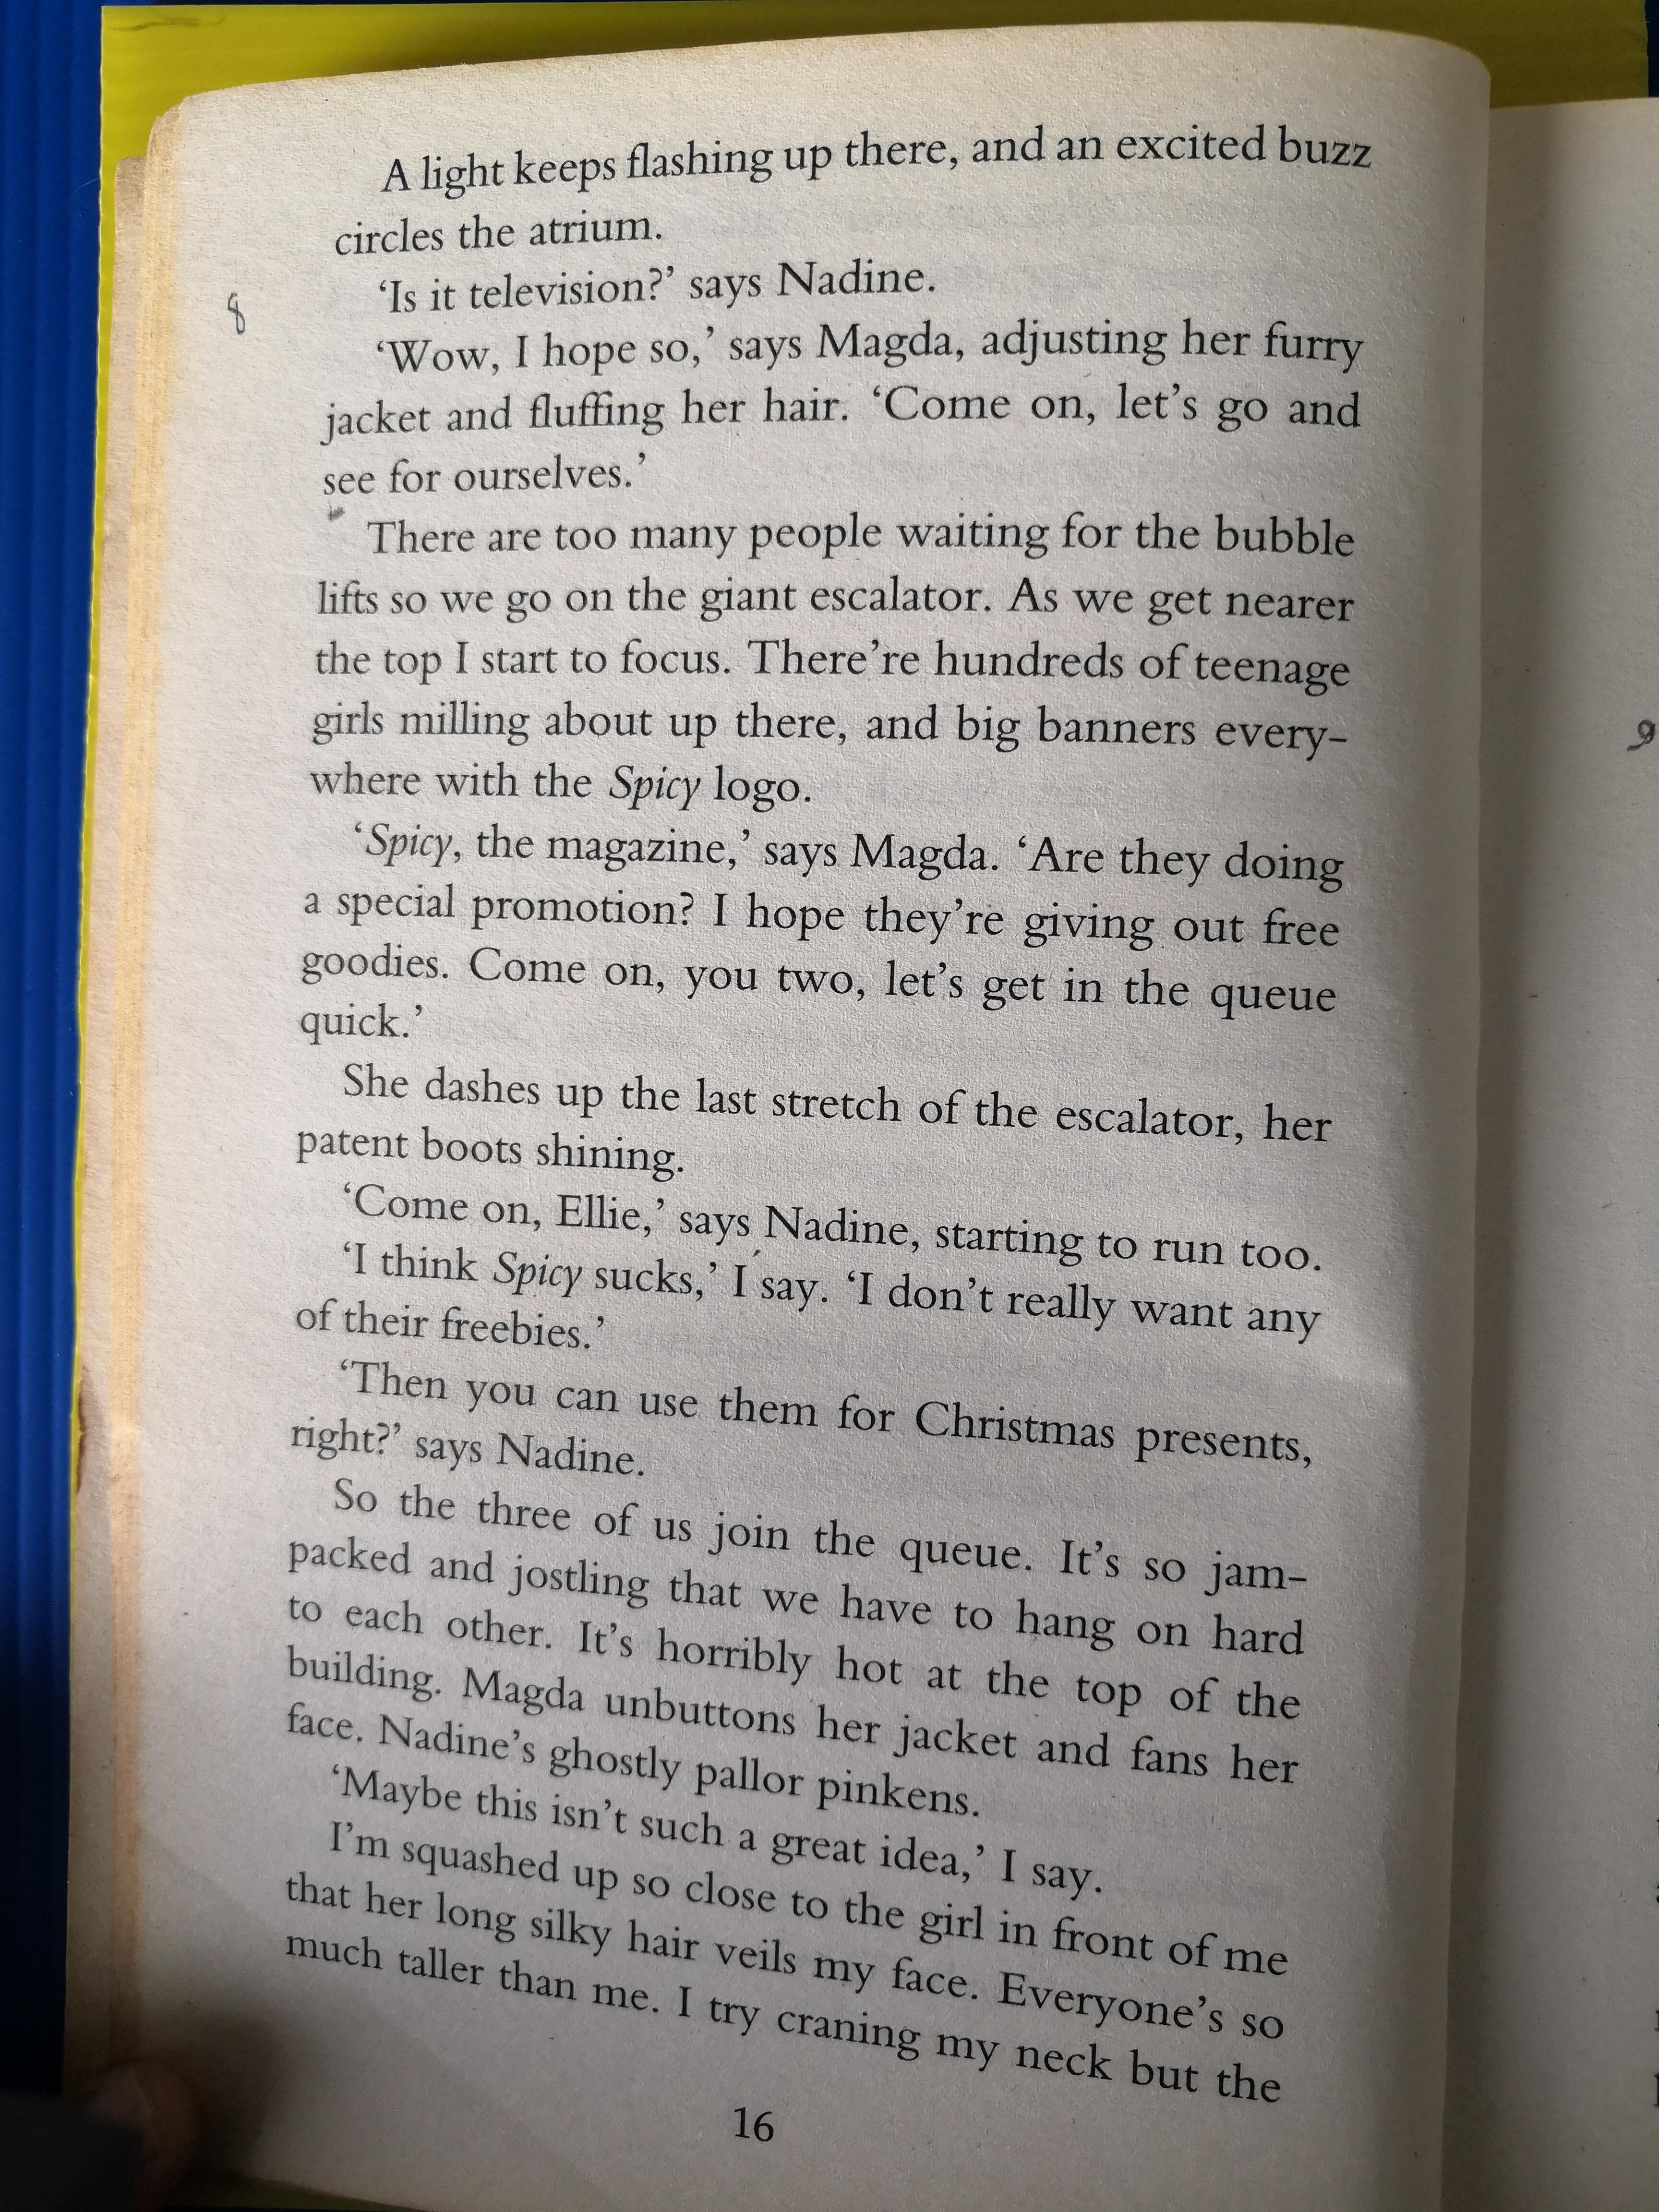 A light keeps flashing up there, and an excited buzz
circles the atrium.
‘Is it television?’ says Nadine.
8
‘Wow, I hope so,’ says Magda, adjusting her furry
jacket and fluffing her hair. ‘Come on, let’s go and
see for ourselves.’
There are too many people waiting for the bubble
lifts so we go on the giant escalator. As we get nearer
the top I start to focus. There’re hundreds of teenage
girls milling about up there, and big banners every-
where with the Spicy logo.
9
‘Spicy, the magazine,’ says Magda. ‘Are they doing
a special promotion? I hope they’re giving out free
goodies. Come on, you two, let’s get in the queue
quick.’
She dashes up the last stretch of the escalator, her
patent boots shining.
‘Come on, Ellie,’ says Nadine, starting to run too.
‘I think Spicy sucks,’ I say. ‘I don’t really want any
of their freebies.’
‘Then you can use them for Christmas presents,
right?’ says Nadine.
So the three of us join the queue. It’s so jam-
packed and jostling that we have to hang on hard
to each other. It’s horribly hot at the top of the
building. Magda unbuttons her jacket and fans her
face. Nadine’s ghostly pallor pinkens.
‘Maybe this isn’t such a great idea,’ I say.
I’m squashed up so close to the girl in front of me
that her long silky hair veils my face. Everyone’s so
much taller than me. I try craning my neck but the
16